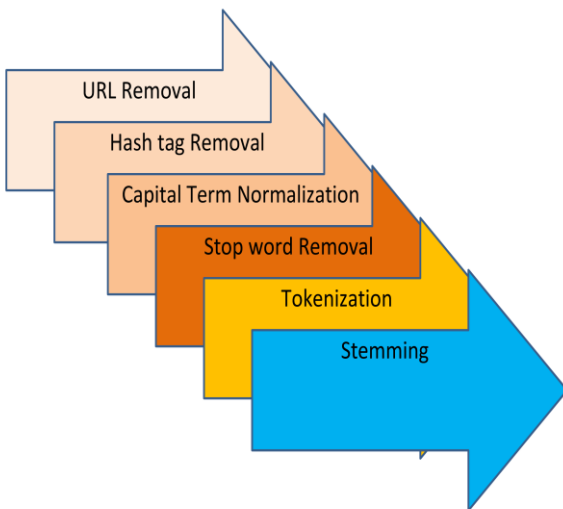 URL Removal
Hash tag Removal
Capital Term Normalization
Stop word Removal
Tokenization
Stemming